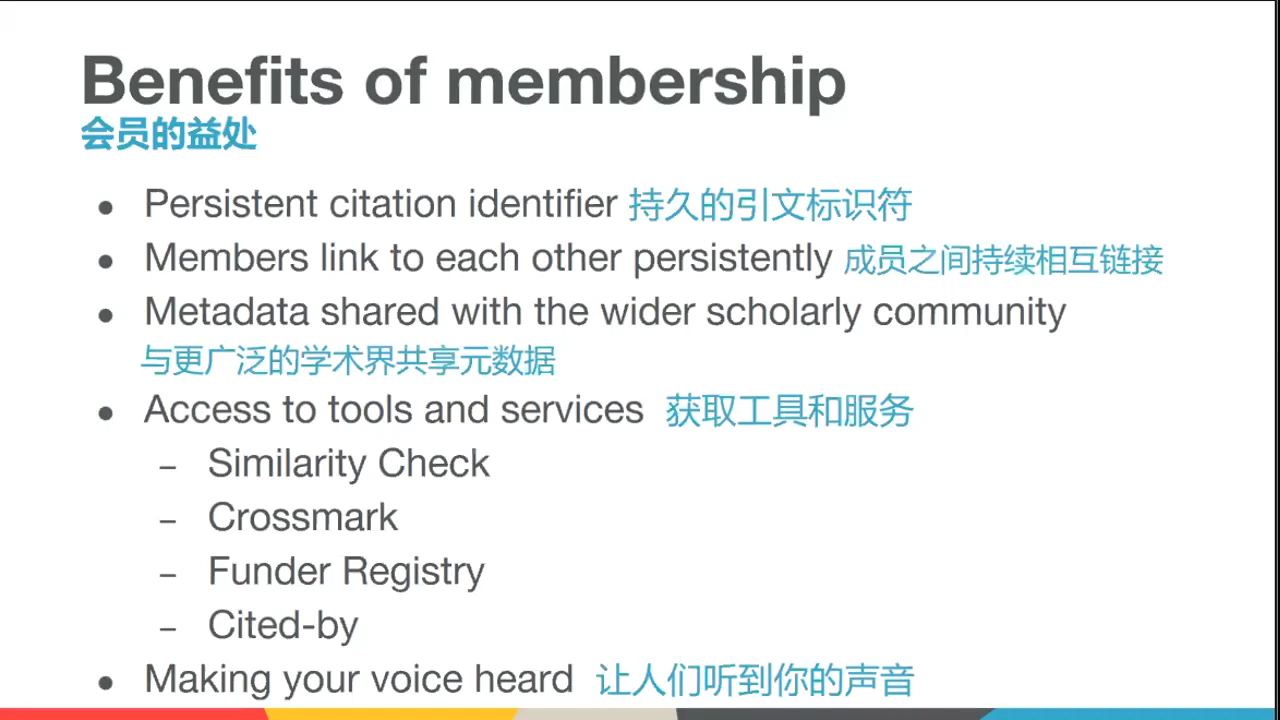 Benefits of membership
会员的益处
● Persistent citation identifier 持久的引文标识符
● Members link to each other persistently 成员之间持续相互链接
● Metadata shared with the wider scholarly community
与更广泛的学术界共享元数据
● Access to tools and services 获取工具和服务
– Similarity Check
– Crossmark
– Funder Registry
– Cited-by
● Making your voice heard 让人们听到你的声音